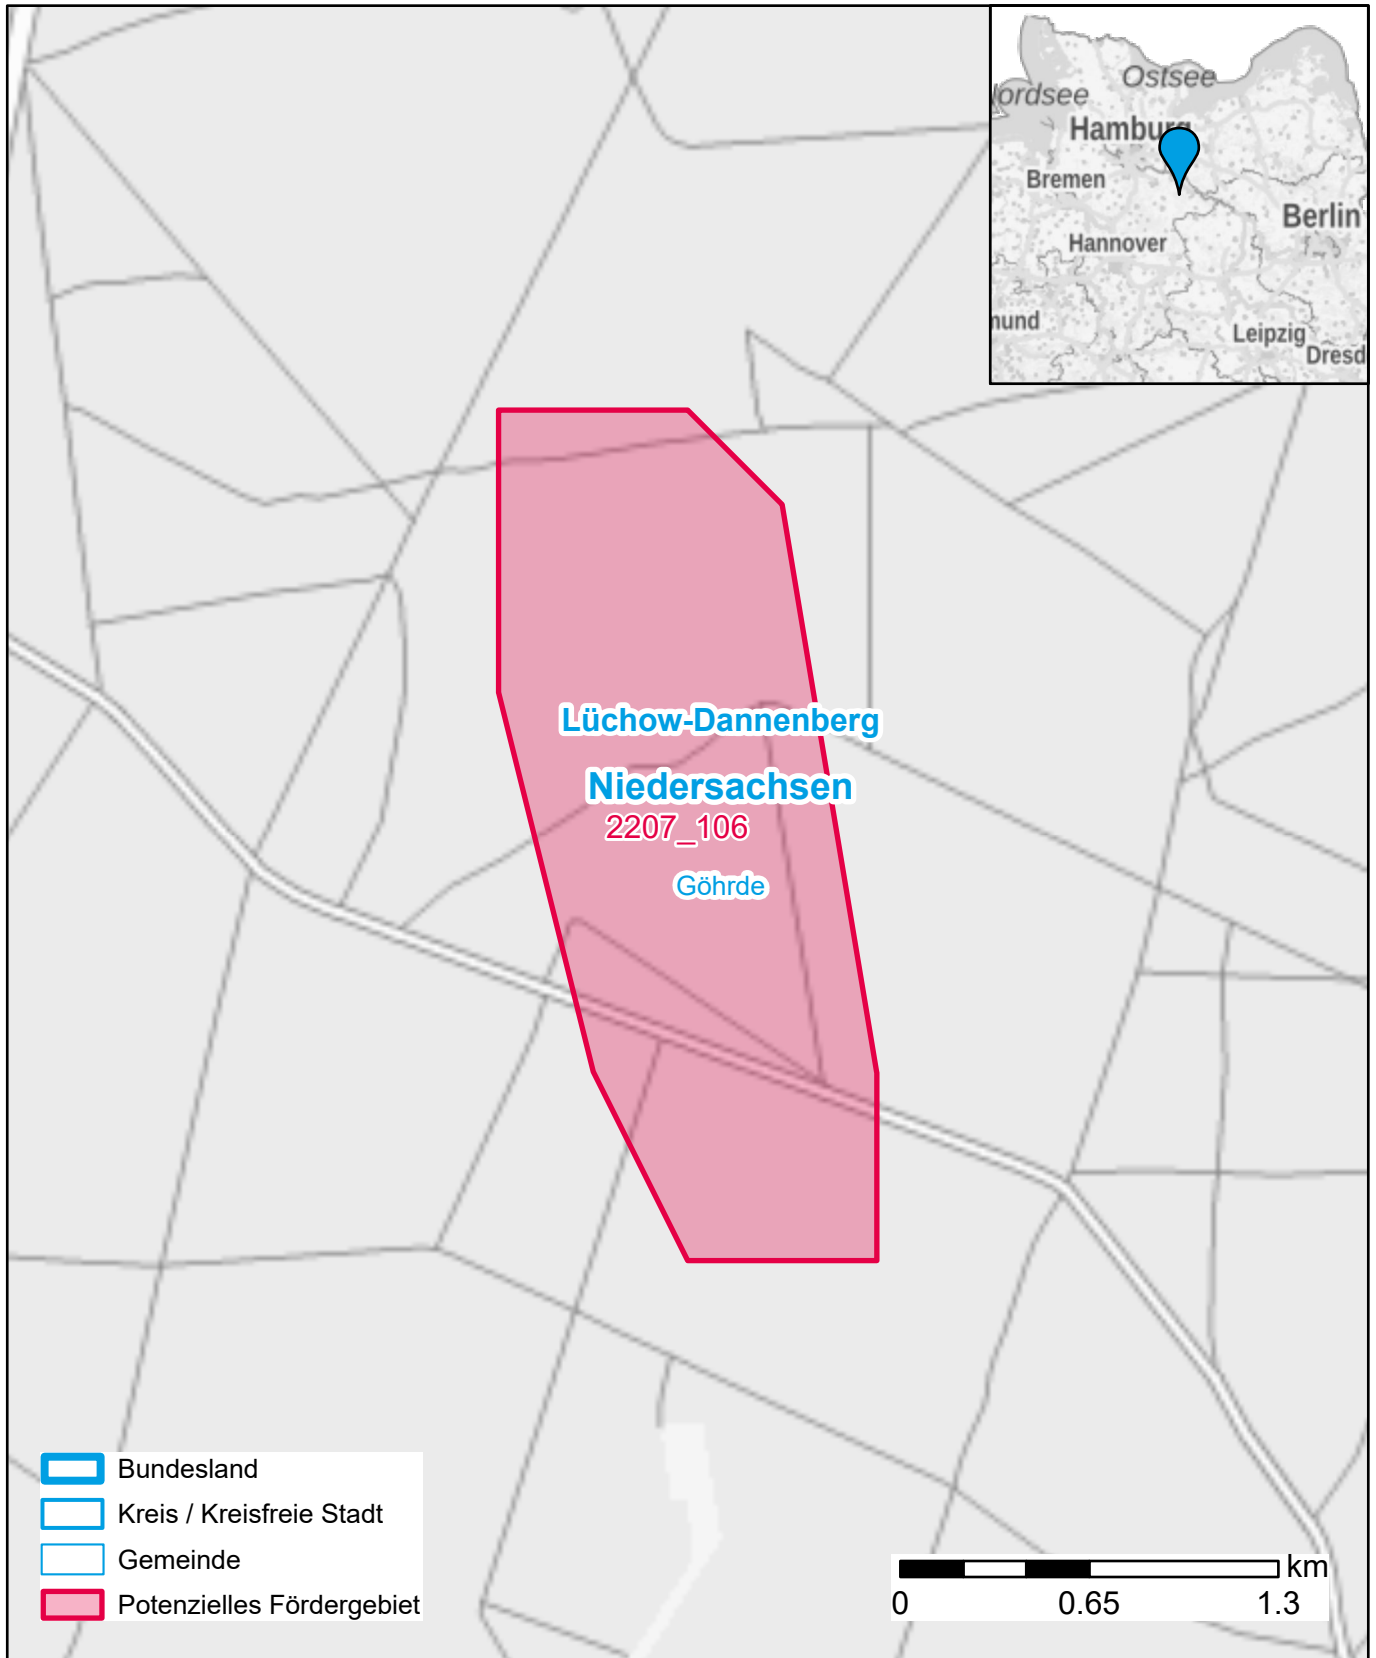 Ostsee
ordsee
Hamburg
Bremen
Berlin
Hannover
mund
Leipzig
Dresd
Lüchow-Dannenberg
Niedersachsen
2207_106
Göhrde
Bundesland
Kreis / Kreisfreie Stadt
Gemeinde
Potenzielles Fördergebiet
km
0 0.65 1.3